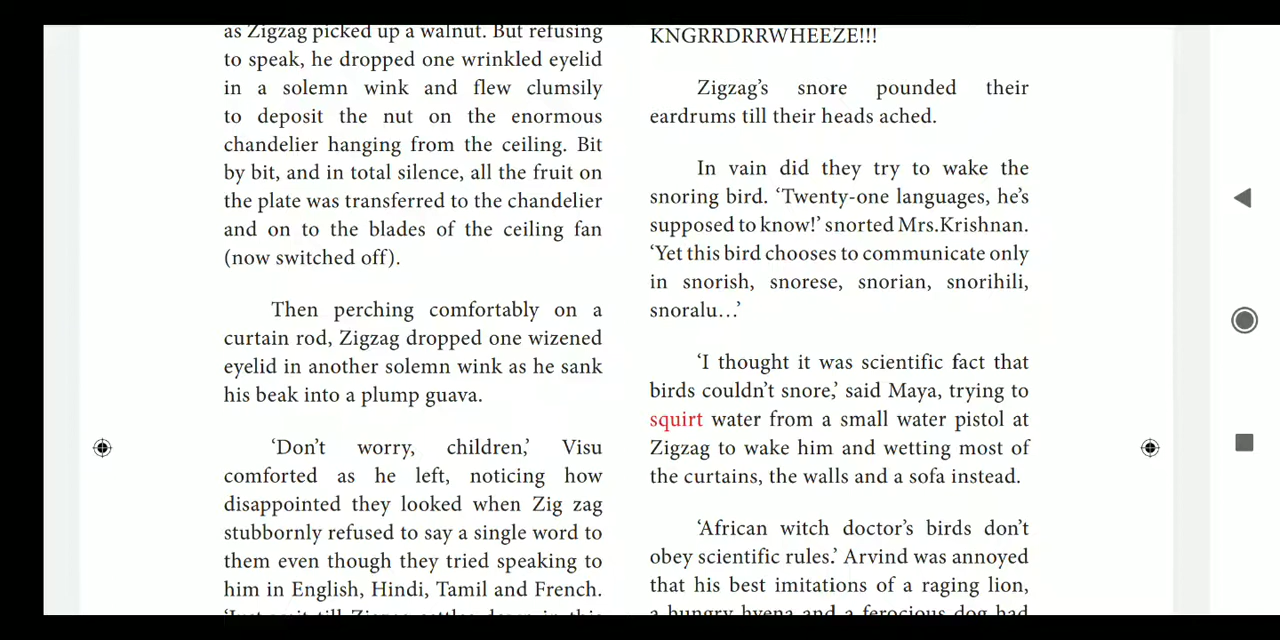 as Zigzag picked up a walnut. But refusing
to speak, he dropped one wrinkled eyelid
in a solemn wink and flew clumsily
to deposit the nut on the enormous
chandelier hanging from the ceiling. Bit
by bit, and in total silence, all the fruit on
the plate was transferred to the chandelier
and on to the blades of the ceiling fan
(now switched off).
Then perching comfortably on a
curtain rod, Zigzag dropped one wizened
eyelid in another solemn wink as he sank
his beak into a plump guava.
‘Don’t worry, children,’ Visu
comforted as he left, noticing how
disappointed they looked when Zig zag
stubbornly refused to say a single word to
them even though they tried speaking to
him in English, Hindi, Tamil and French.
KNGRRDRRWHEEZE!!!
Zigzag’s snore pounded their
eardrums till their heads ached.
In vain did they try to wake the
snoring bird. ‘Twenty-one languages, he’s
supposed to know!’ snorted Mrs.Krishnan.
‘Yet this bird chooses to communicate only
in snorish, snorese, snorian, snorihili,
snoralu…’
‘I thought it was scientific fact that
birds couldn’t snore,’ said Maya, trying to
squirt water from a small water pistol at
Zigzag to wake him and wetting most of
the curtains, the walls and a sofa instead.
‘African witch doctor’s birds don’t
obey scientific rules.’ Arvind was annoyed
that his best imitations of a raging lion,
a hungry hyena and a ferocious dog had